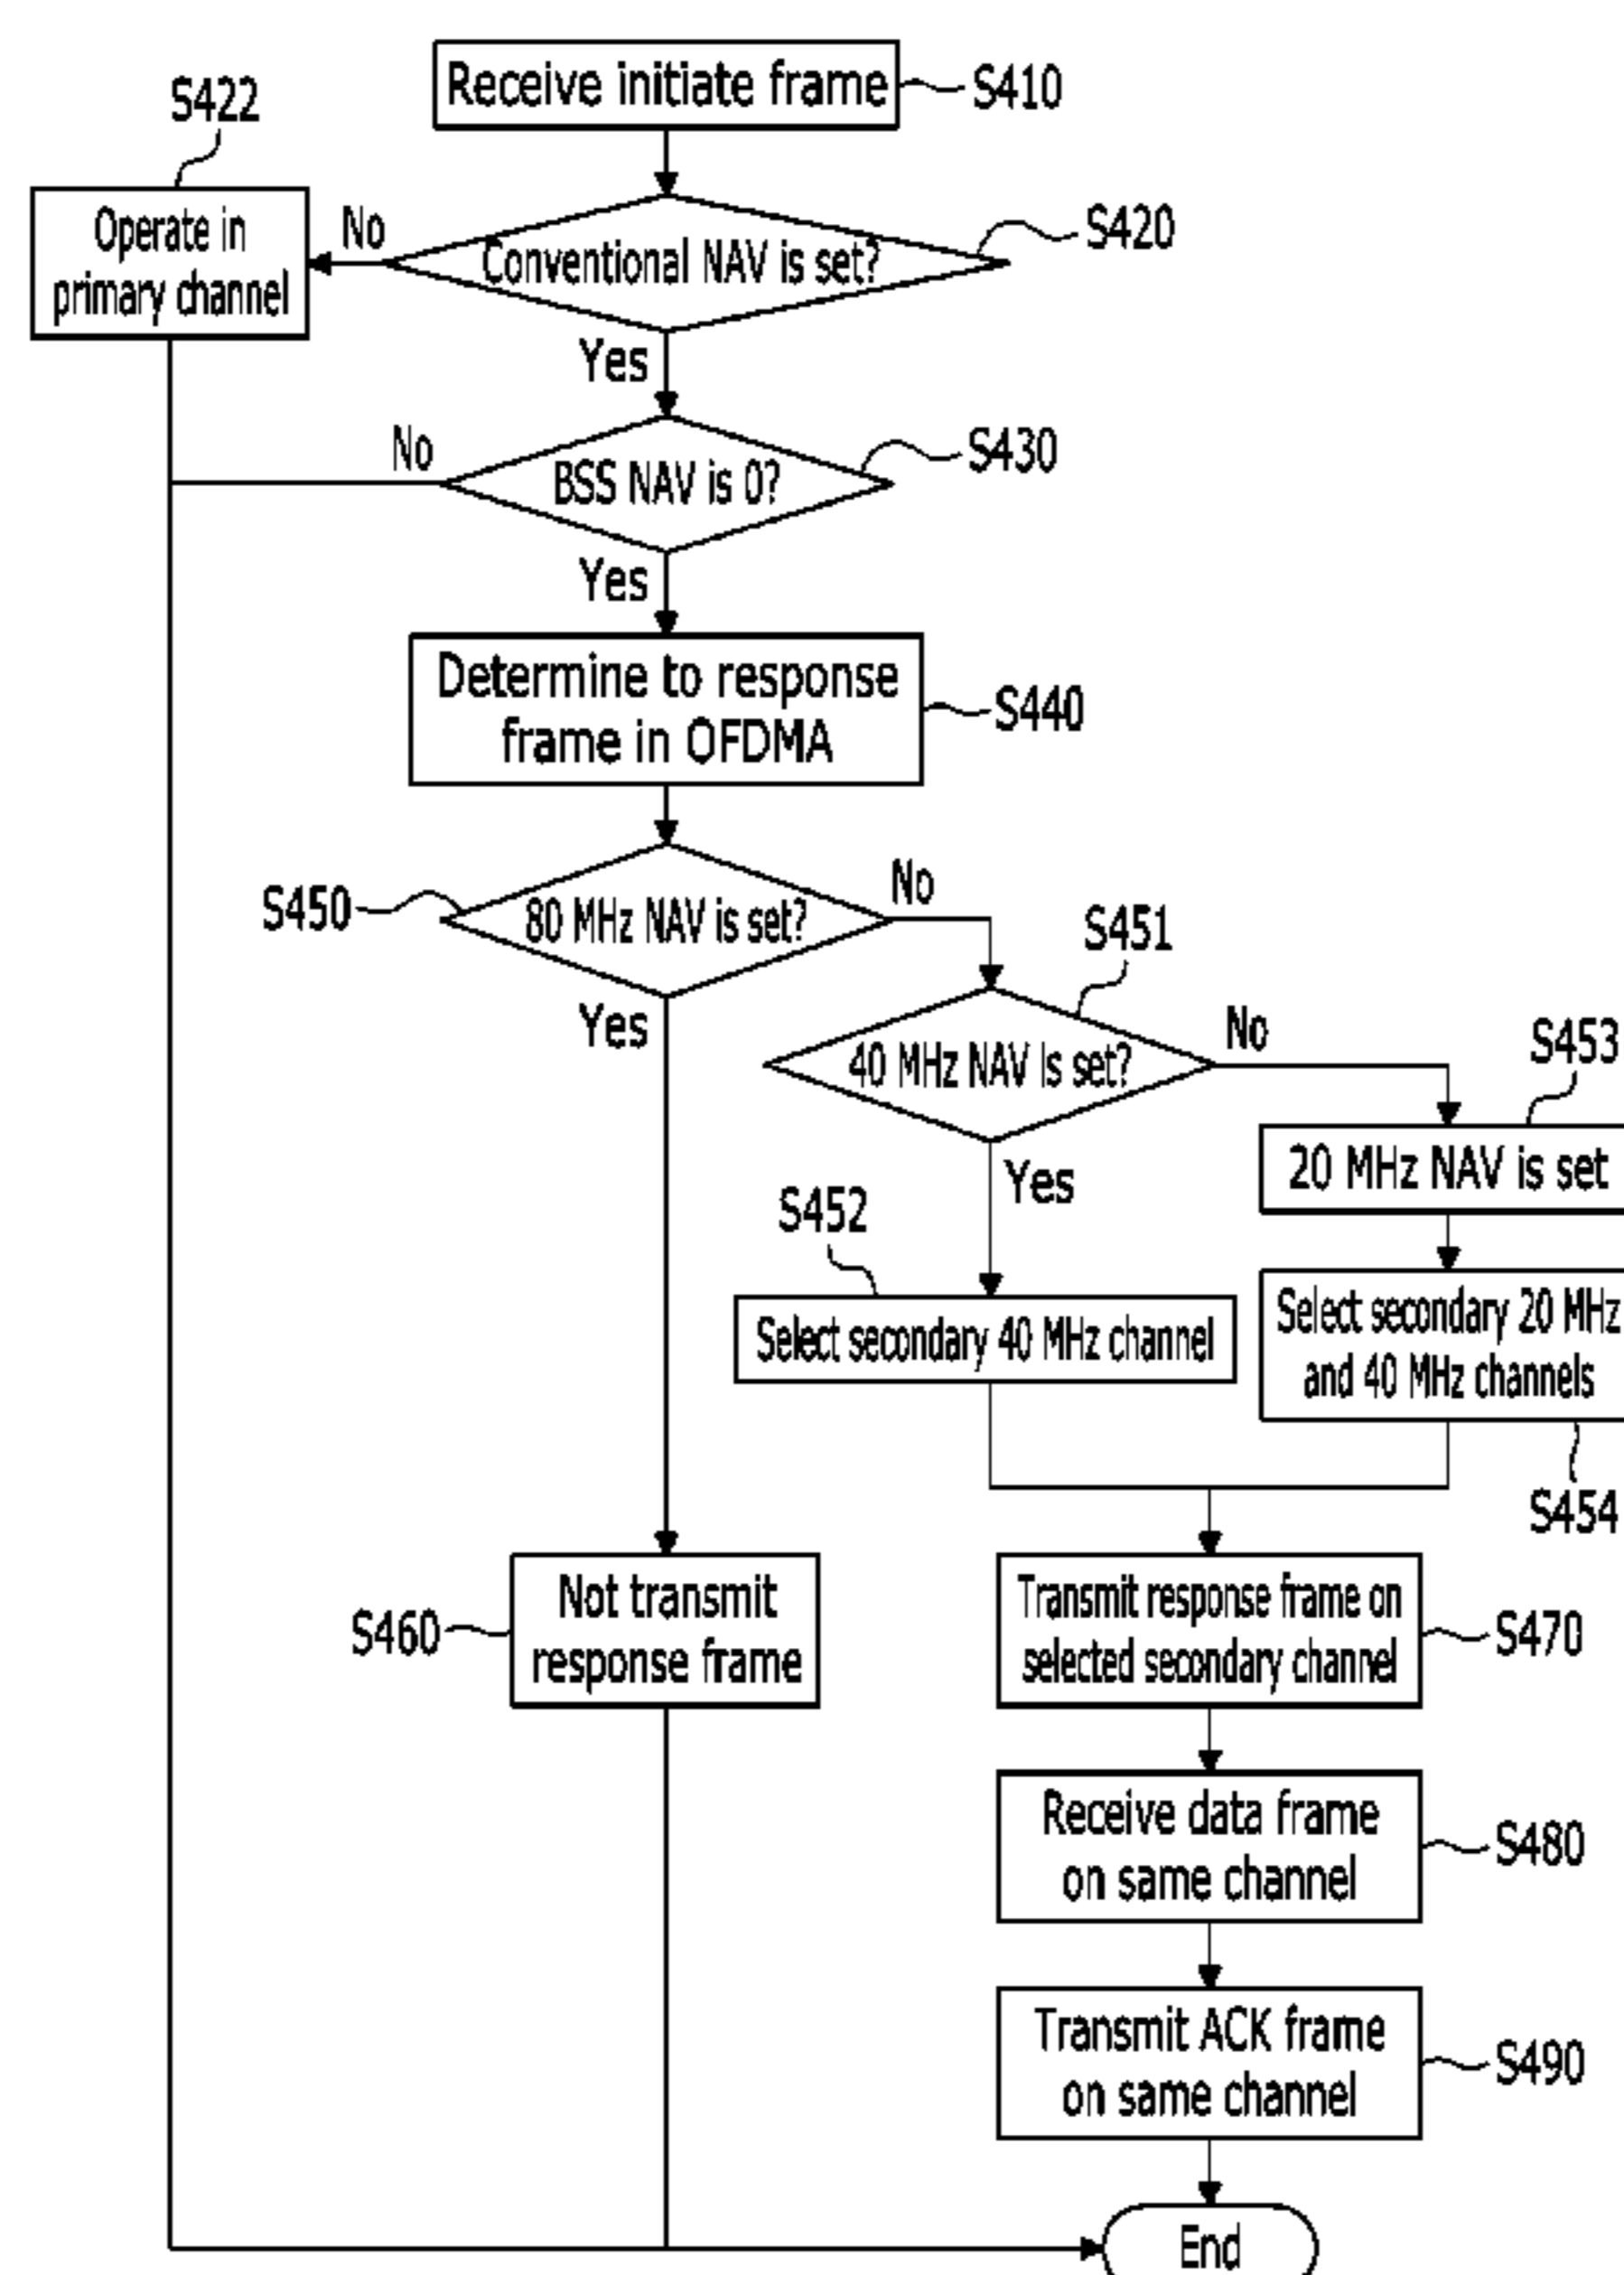 Receive initiate frame
S410
S422
Operate in
primary channel
No
Conventional NAV is set?
S420
Yes
No
BSS NAV is 0?
S430
Yes
Determine to response
frame in OFDMA
S440
S450
80 MHz NAV is set?
No
Yes
S451
40 MHz NAV is set?
No
Yes
S453
20 MHz NAV is set
S452
Select secondary 40 MHz channel
Select secondary 20 MHz
and 40 MHz channels
S454
S460
Not transmit
response frame
Transmit response frame on
selected secondary channel
S470
Receive data frame
on same channel
S480
Transmit ACK frame
on same channel
S490
End